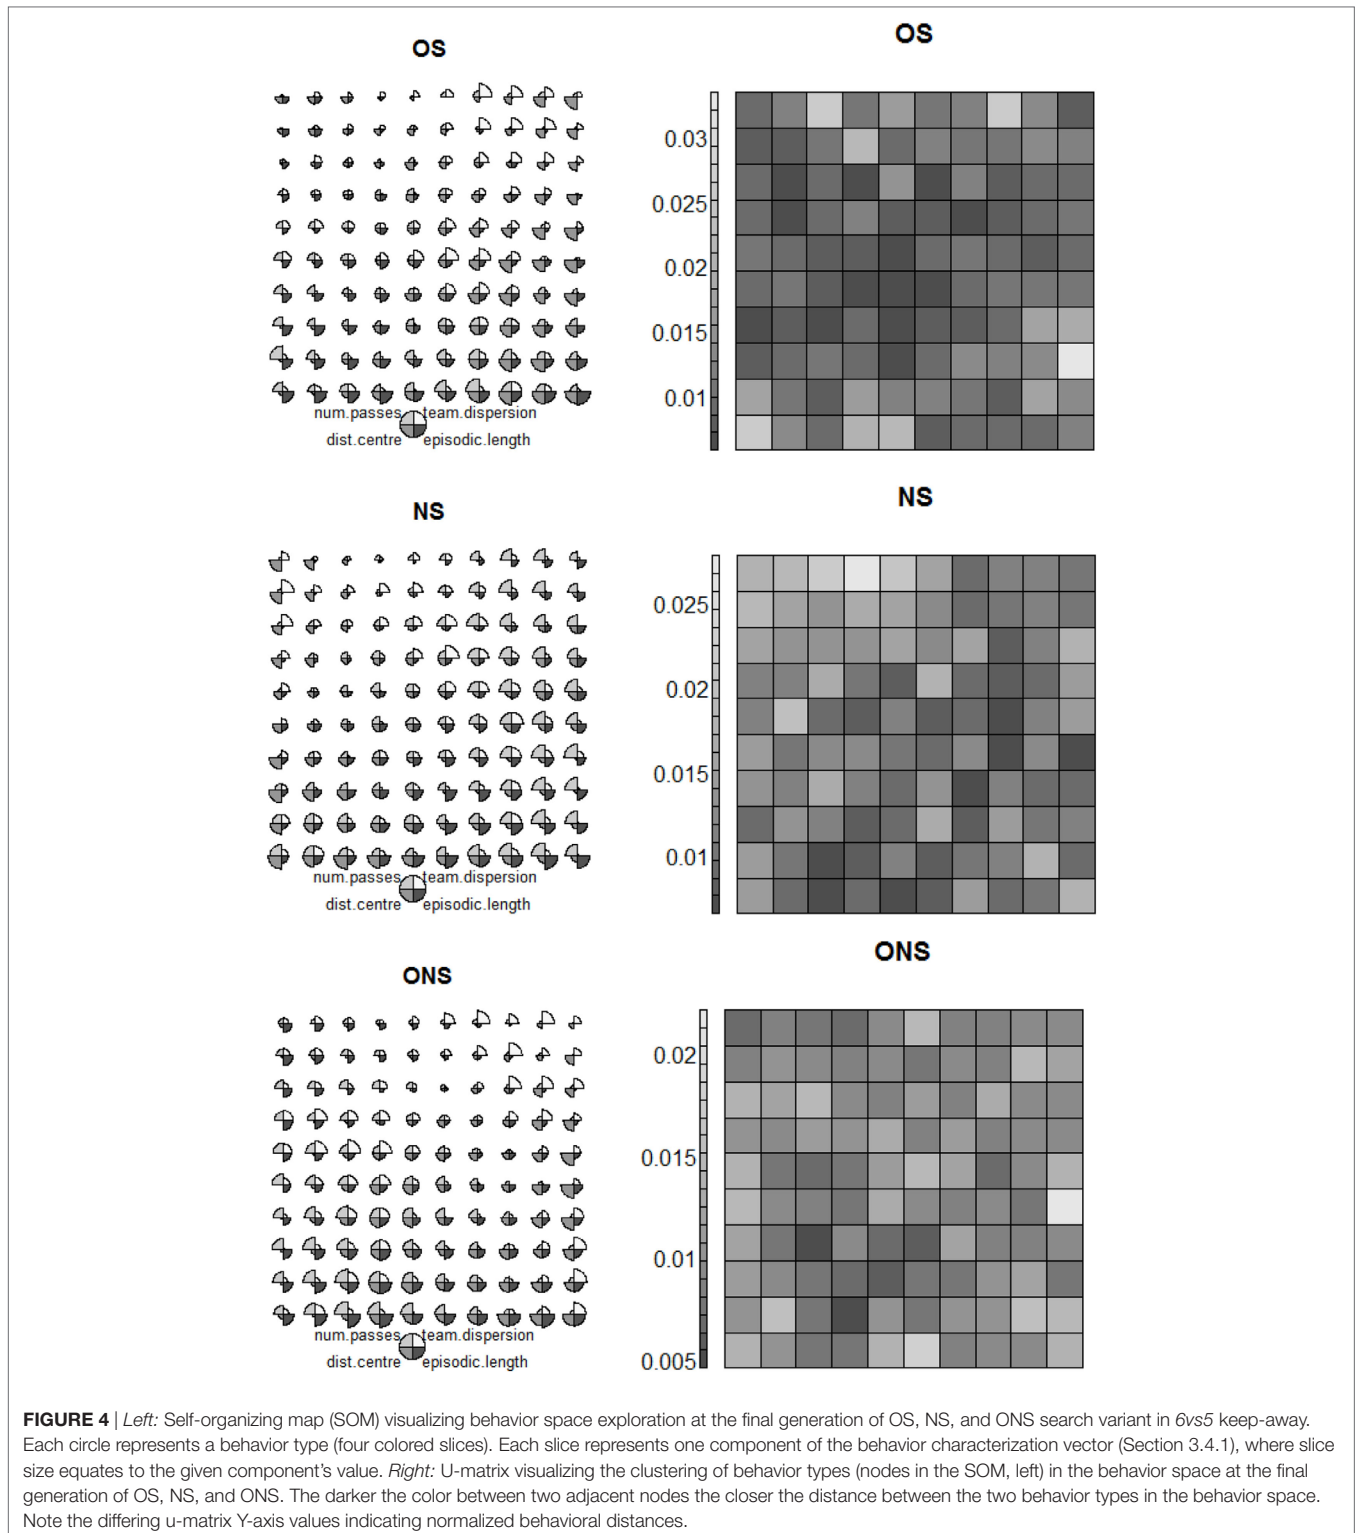 OS
OS
num.passes
team.dispersion
dist.centre
episodic.length
0.03
0.025
0.02
0.015
0.01
NS
NS
num.passes
team.dispersion
dist.centre
episodic.length
0.025
0.02
0.015
0.01
ONS
ONS
num.passes
team.dispersion
dist.centre
episodic.length
0.02
0.015
0.01
0.005
FIGURE 4 | Left: Self-organizing map (SOM) visualizing behavior space exploration at the final generation of OS, NS, and ONS search variant in 6vs5 keep-away.
Each circle represents a behavior type (four colored slices). Each slice represents one component of the behavior characterization vector (Section 3.4.1), where slice
size equates to the given component's value. Right: U-matrix visualizing the clustering of behavior types (nodes in the SOM, left) in the behavior space at the final
generation of OS, NS, and ONS. The darker the color between two adjacent nodes the closer the distance between the two behavior types in the behavior space.
Note the differing u-matrix Y-axis values indicating normalized behavioral distances.